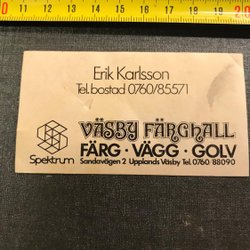 Erik Karlsson
Tel. bostad 0760/85571
VÄSBY FÄRGHALL
FÄRG · VÄGG · GOLV
Spektrum
Sandavägen 2 Upplands Väsby Tel. 0760 88090